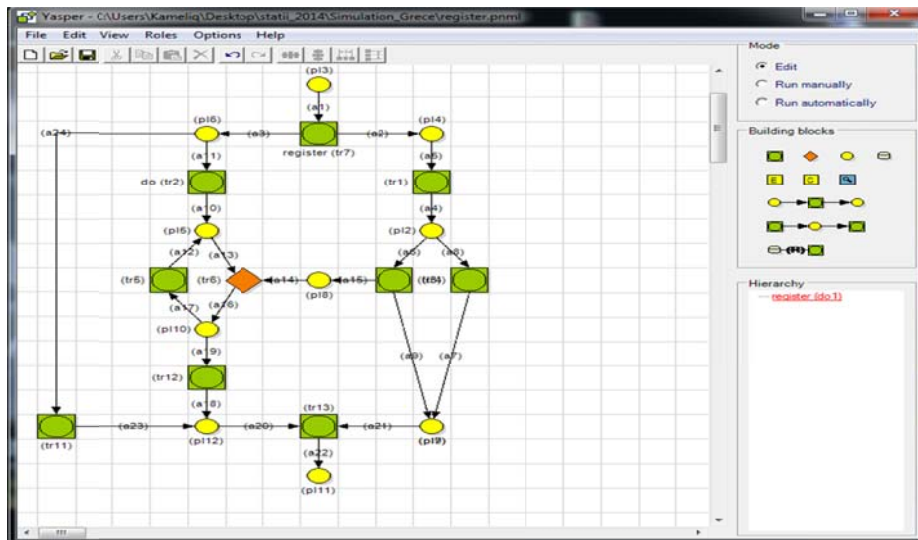 Yasper - C:\Users\Kameliq\Desktop\statii_2014\Simulation_Grece\register.pnml
File Edit View Roles Options Help
Mode
Edit
Run manually
Run automatically
Building blocks
E C
(R)
Hierarchy
register (do1)
(pl3)
(a1)
(pl6) (pl4)
(a24) (a3) (a2)
register (tr7)
(a11) (a5)
do (tr2) (tr1)
(a10) (a4)
(pl5) (pl2)
(a12) (a13) (a8)
(tr5) (tr6) (a14) (a15)
(pl8)
(a17) (a16)
(pl10)
(a19) (a9) (a7)
(tr12)
(a18) (tr13)
(a23) (a20) (a21)
(tr11) (pl12)
(a22)
(pl11)